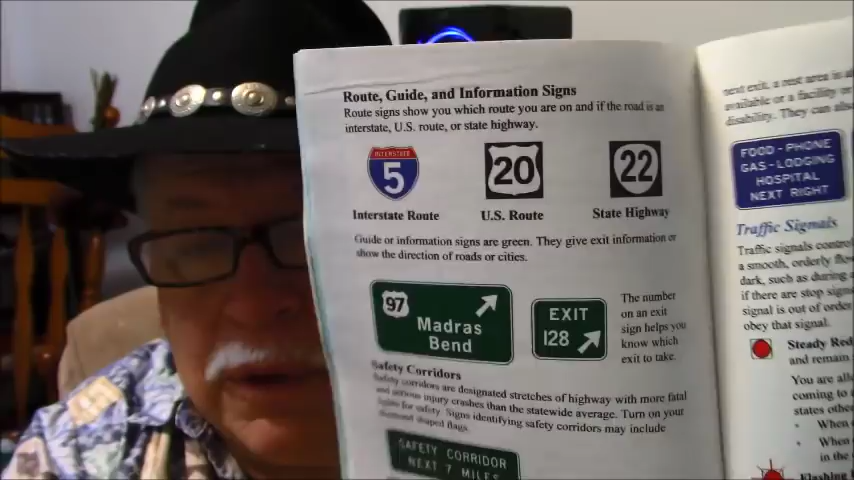 Route, Guide, and Information Signs
Route signs show you which route you are on and if the road is an
interstate, U.S. route, or state highway.
INTERSTATE
5
20
22
Interstate Route
U.S. Route
State Highway
Guide or information signs are green. They give exit information or
show the direction of roads or cities.
97
Madras
Bend
EXIT
128
The number
on an exit
sign helps you
know which
exit to take.
Safety Corridors
Safety corridors are designated stretches of highway with more fatal
and serious injury crashes than the statewide average. Turn on your
lights for safety. Signs identifying safety corridors may include
diamond shaped flags.
SAFETY CORRIDOR
NEXT 7 MILES
next exit, a rest area is
available or a facility or
disability. They can also
FOOD - PHONE
GAS - LODGING
HOSPITAL
NEXT RIGHT
Traffic Signals
Traffic signals control
a smooth, orderly
dark, such as during
if there are stop signs
signal is out of order
obey that signal.
Steady Red
and remain
You are
coming to
states other
• When
• When
in the
Flashing